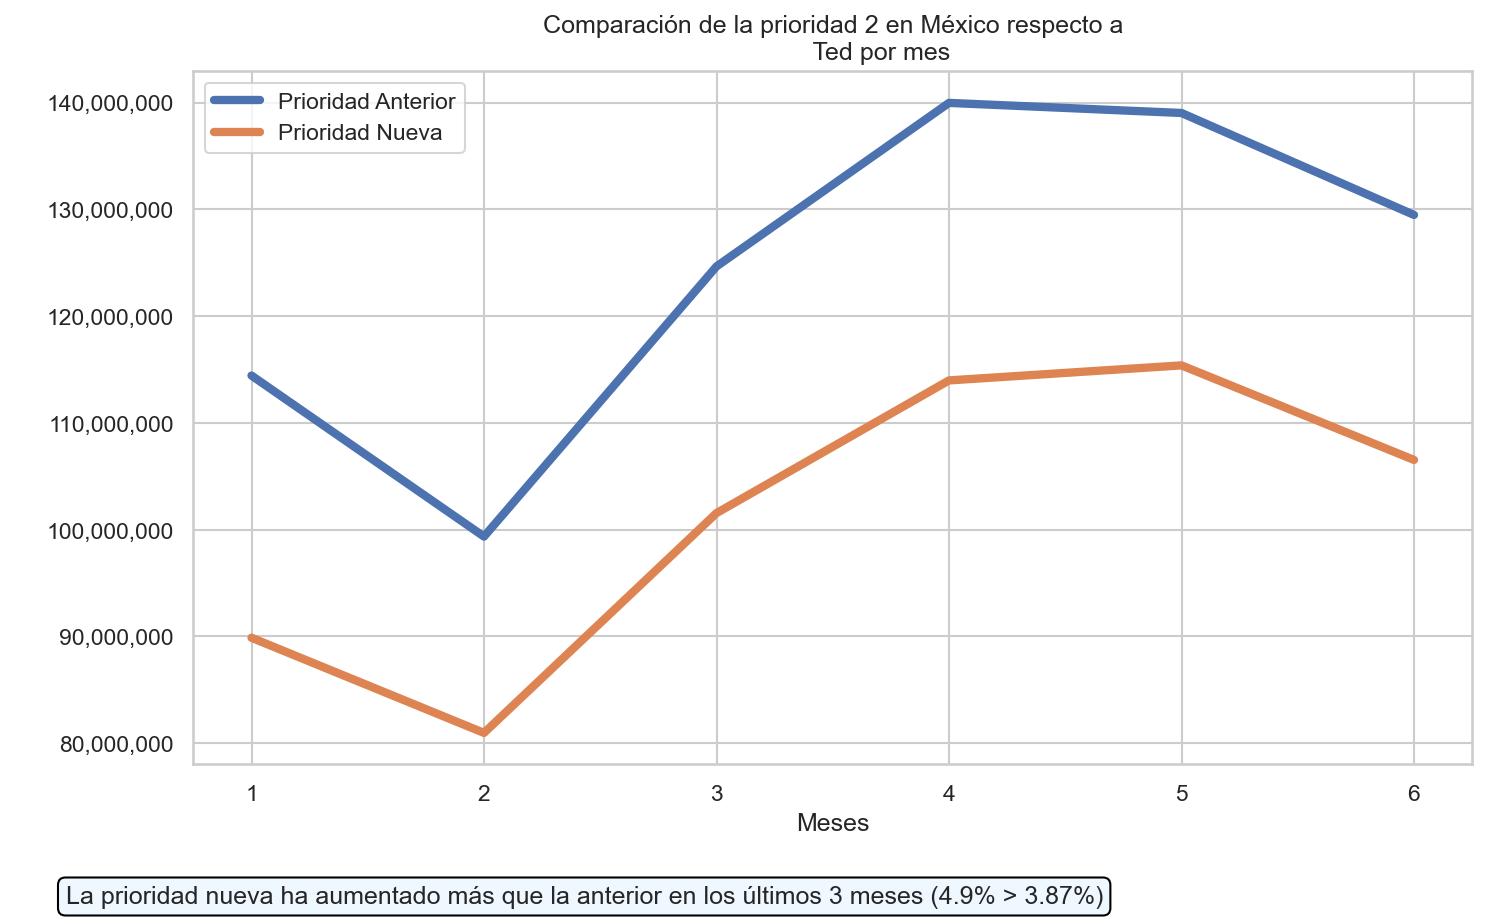 Comparación de la prioridad 2 en México respecto a
Ted por mes
Prioridad Anterior
Prioridad Nueva
140,000,000
130,000,000
120,000,000
110,000,000
100,000,000
90,000,000
80,000,000
1 2 3 4 5 6
Meses
La prioridad nueva ha aumentado más que la anterior en los últimos 3 meses (4.9% > 3.87%)